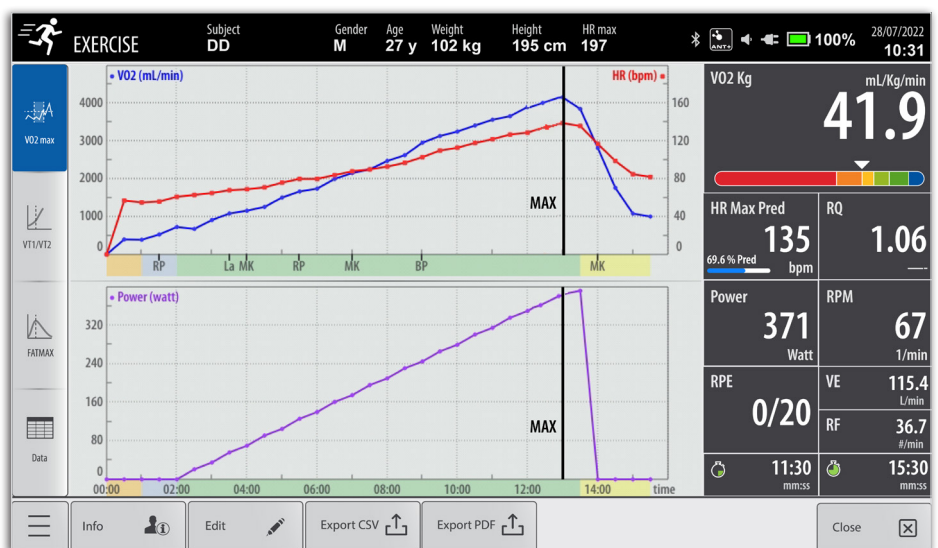 EXERCISE
Subject
DD
Gender
M
Age
27 y
Weight
102 kg
Height
195 cm
HR max
197
ANT+
100%
28/07/2022
10:31
VO2 max
VT1/VT2
FATMAX
Data
VO2 (mL/min)
HR (bpm)
4000
3000
2000
1000
0
160
120
80
40
0
MAX
RP
La
MK
RP
MK
BP
MK
Power (watt)
320
240
160
80
0
MAX
00:00
02:00
04:00
06:00
08:00
10:00
12:00
14:00
time
VO2 Kg
mL/Kg/min
41.9
HR Max Pred
135
69.6 % Pred
bpm
RQ
1.06
---
Power
371
Watt
RPM
67
1/min
RPE
0/20
VE
115.4
L/min
RF
36.7
#/min
11:30
mm:ss
15:30
mm:ss
Info
Edit
Export CSV
Export PDF
Close